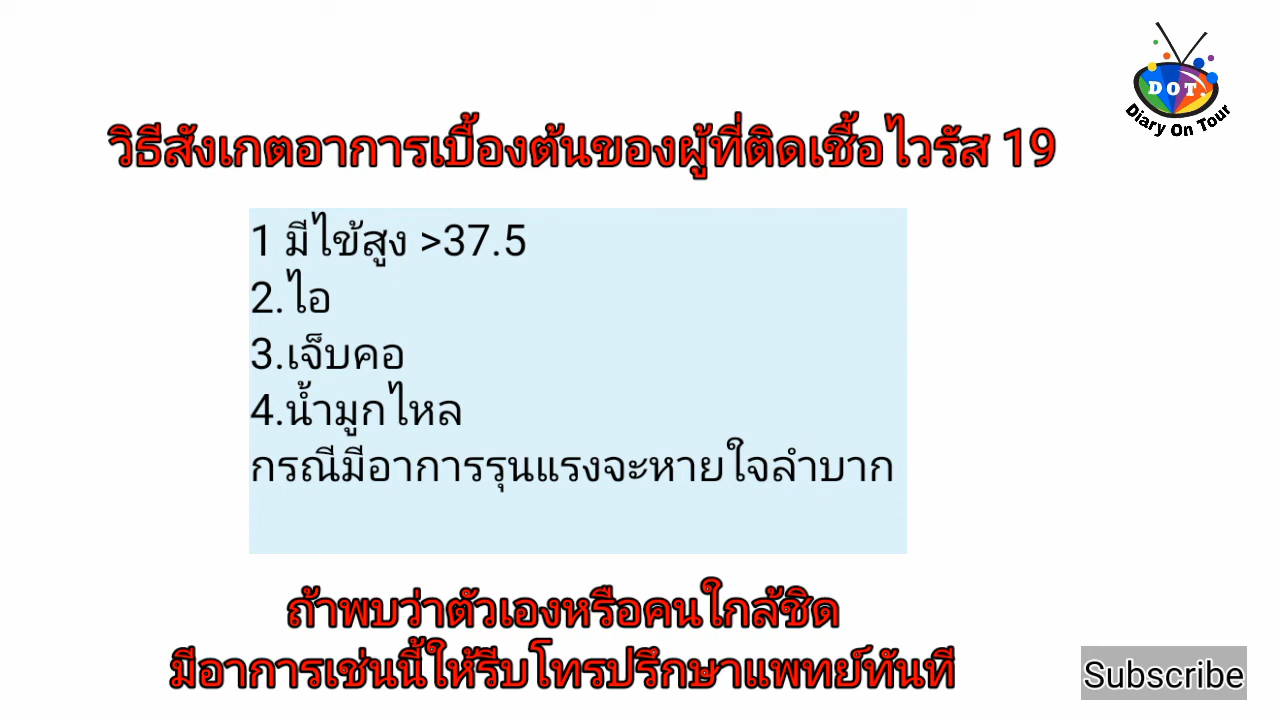 DOT.
Diary On Tour
วิธีสังเกตอาการเบื้องต้นของผู้ที่ติดเชื้อไวรัส 19
1 มีไข้สูง >37.5
2.ไอ
3.เจ็บคอ
4.น้ำมูกไหล
กรณีมีอาการรุนแรงจะหายใจลำบาก
ถ้าพบว่าตัวเองหรือคนใกล้ชิด
มีอาการเช่นนี้ให้รีบโทรปรึกษาแพทย์ทันที
Subscribe